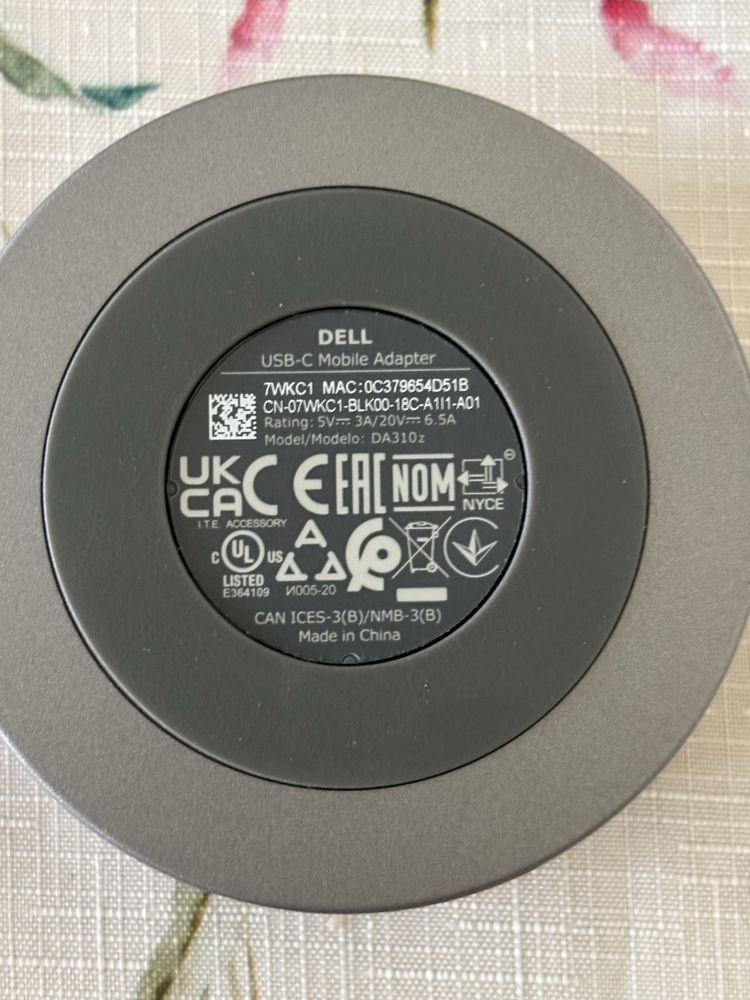 DELL
USB-C Mobile Adapter
7WKC1 MAC:0C379654D51B
CN-07WKC1-BLK00-18C-A1I1-A01
Rating: 5V⎓ 3A/20V⎓ 6.5A
Model/Modelo: DA310z
UK CA CE EAC NOM NYCE
I.T.E. ACCESSORY
C UL US
LISTED
E364109 И005-20
CAN ICES-3(B)/NMB-3(B)
Made in China